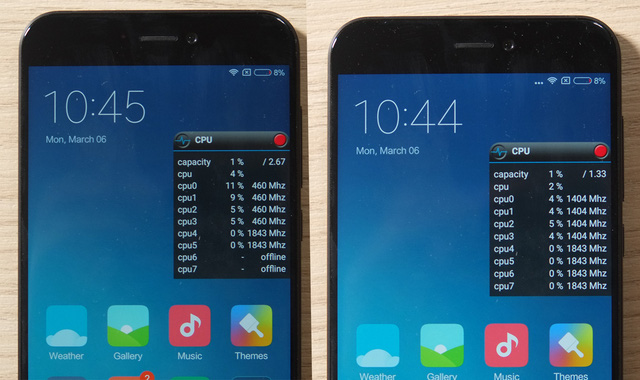 8%
10:45
Mon, March 06
CPU
capacity 1 % / 2.67
cpu 4 %
cpu0 11 % 460 Mhz
cpu1 9 % 460 Mhz
cpu2 5 % 460 Mhz
cpu3 5 % 460 Mhz
cpu4 0 % 1843 Mhz
cpu5 0 % 1843 Mhz
cpu6 - offline
cpu7 - offline
Weather Gallery Music Themes
2
8%
10:44
Mon, March 06
CPU
capacity 1 % / 1.33
cpu 2 %
cpu0 4 % 1404 Mhz
cpu1 4 % 1404 Mhz
cpu2 5 % 1404 Mhz
cpu3 4 % 1404 Mhz
cpu4 0 % 1843 Mhz
cpu5 0 % 1843 Mhz
cpu6 0 % 1843 Mhz
cpu7 0 % 1843 Mhz
Weather Gallery Music Themes